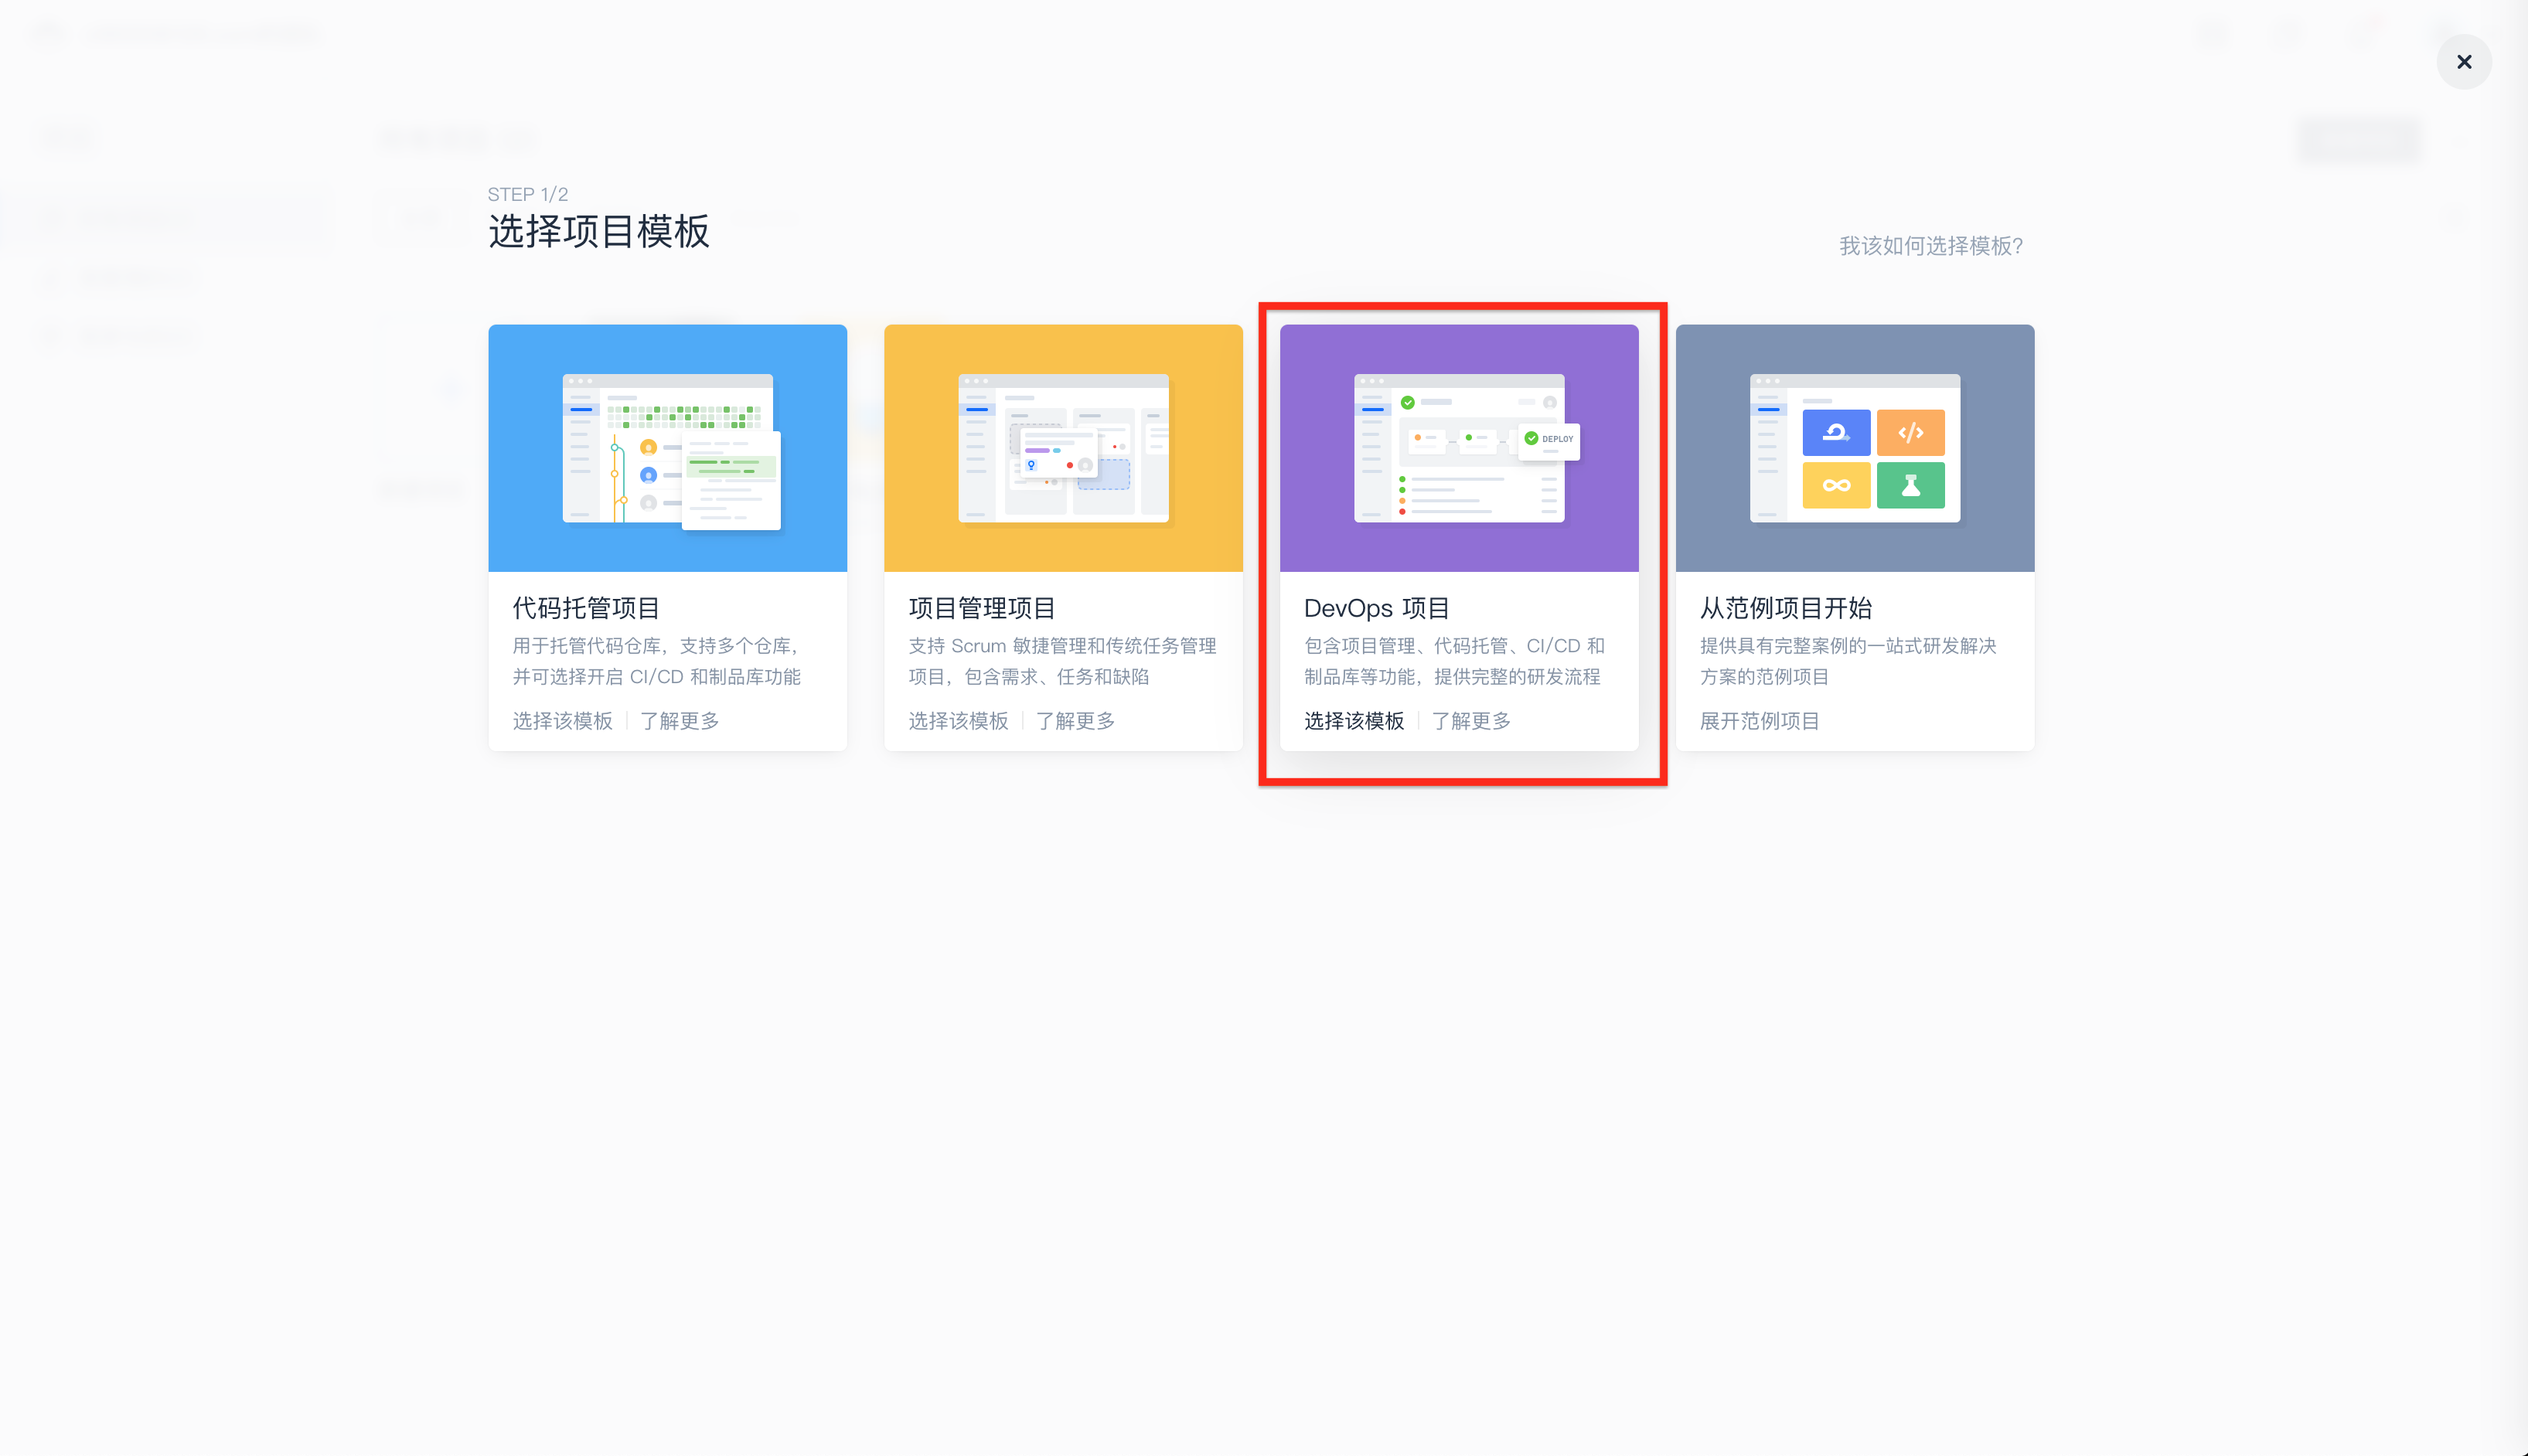 STEP 1/2
选择项目模板
我该如何选择模板?
代码托管项目
用于托管代码仓库，支持多个仓库，
并可选择开启 CI/CD 和制品库功能
选择该模板 | 了解更多
项目管理项目
支持 Scrum 敏捷管理和传统任务管理
项目，包含需求、任务和缺陷
选择该模板 | 了解更多
DEPLOY
DevOps 项目
包含项目管理、代码托管、CI/CD 和
制品库等功能，提供完整的研发流程
选择该模板 | 了解更多
从范例项目开始
提供具有完整案例的一站式研发解决
方案的范例项目
展开范例项目